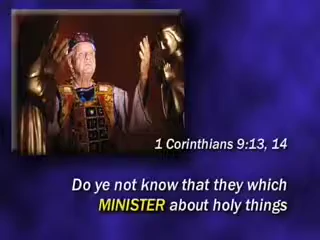 1 Corinthians 9:13, 14
Do ye not know that they which
MINISTER about holy things